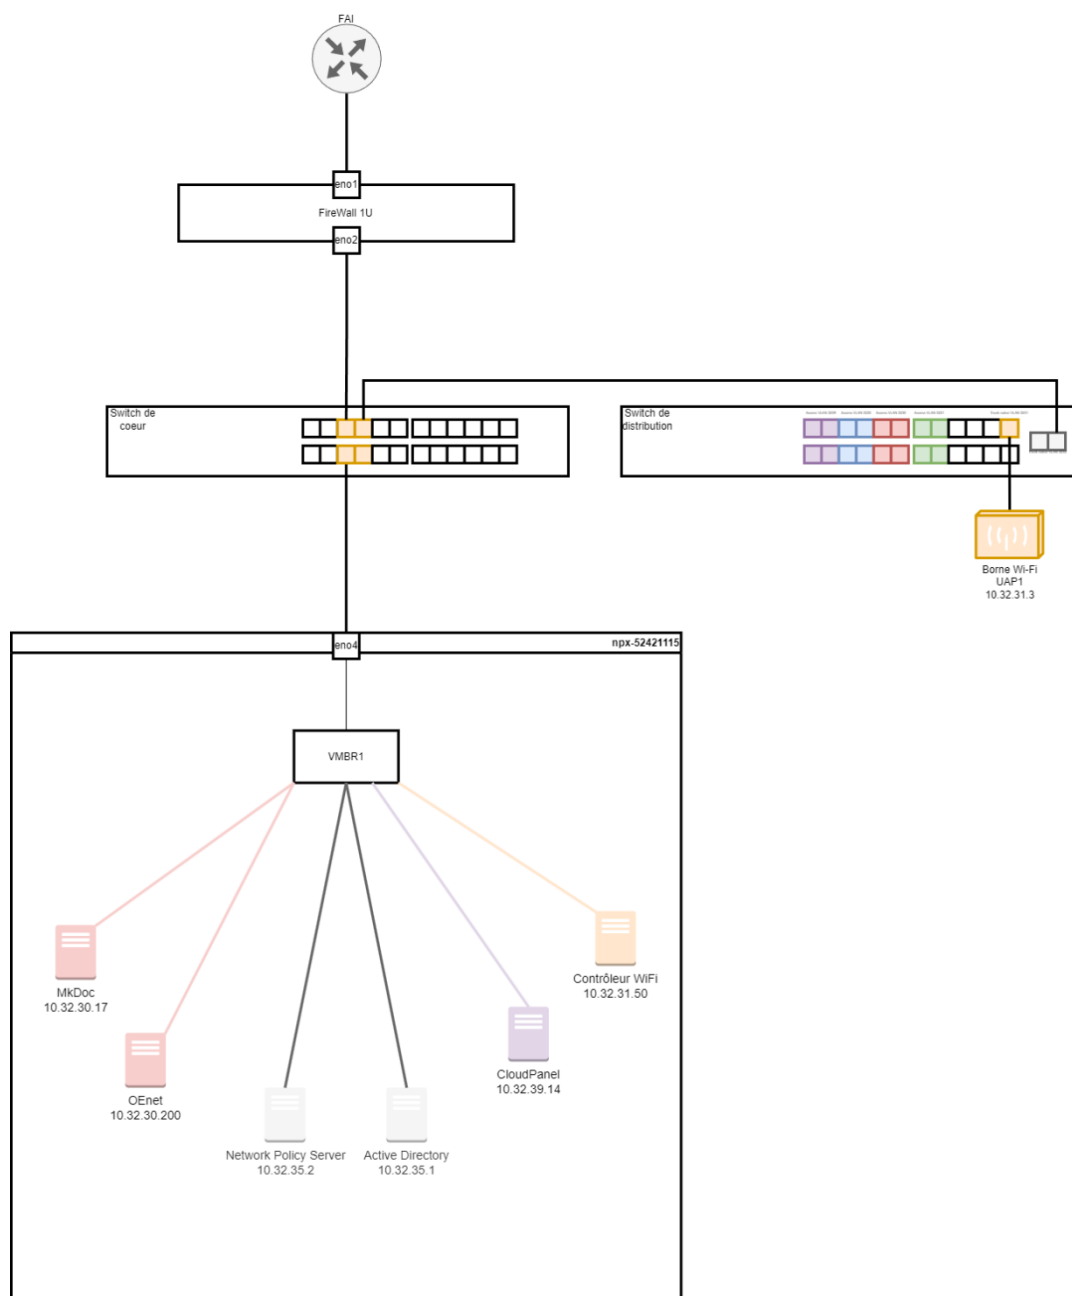 FAI
eno1
FireWall 1U
eno2
Switch de
coeur
Switch de
distribution
Borne Wi-Fi
UAP1
10.32.31.3
eno4
npx-52421115
VMBR1
MkDoc
10.32.30.17
OEnet
10.32.30.200
Network Policy Server
10.32.35.2
Active Directory
10.32.35.1
CloudPanel
10.32.39.14
Contrôleur WiFi
10.32.31.50